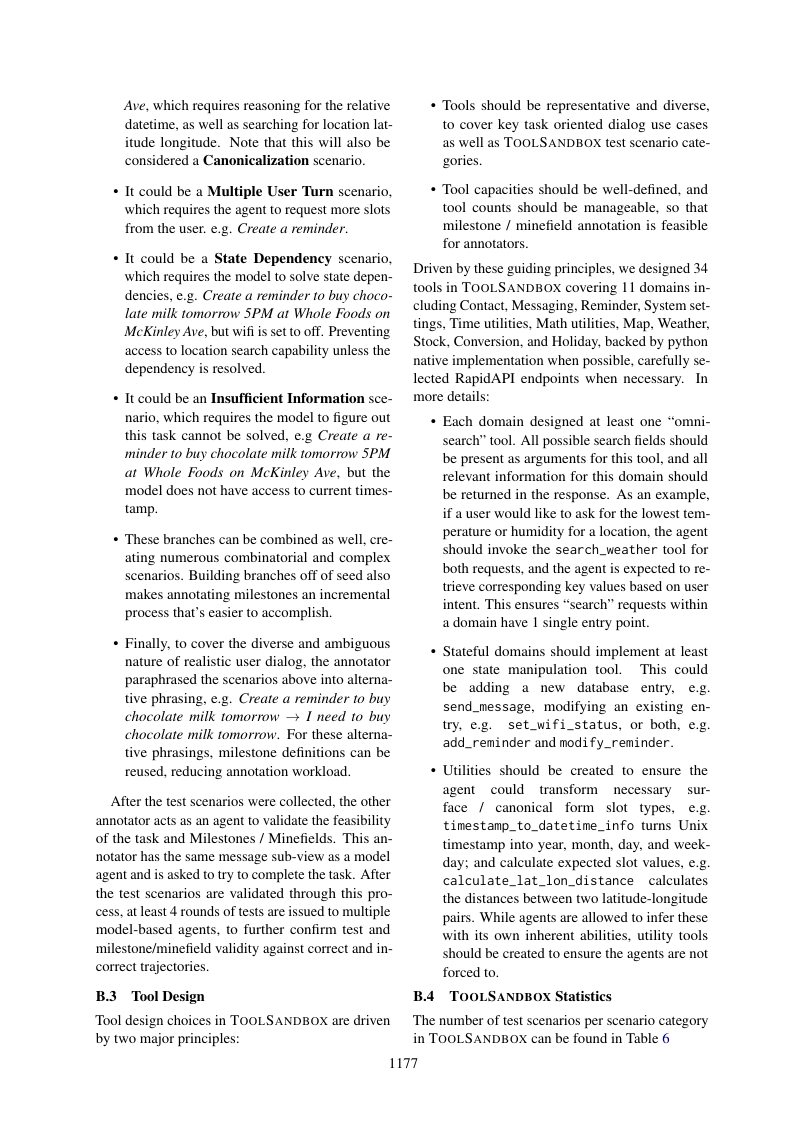 Ave, which requires reasoning for the relative
datetime, as well as searching for location lat-
itude longitude. Note that this will also be
considered a Canonicalization scenario.
• It could be a Multiple User Turn scenario,
which requires the agent to request more slots
from the user. e.g. Create a reminder.
• It could be a State Dependency scenario,
which requires the model to solve state depen-
dencies, e.g. Create a reminder to buy choco-
late milk tomorrow 5PM at Whole Foods on
McKinley Ave, but wifi is set to off. Preventing
access to location search capability unless the
dependency is resolved.
• It could be an Insufficient Information sce-
nario, which requires the model to figure out
this task cannot be solved, e.g Create a re-
minder to buy chocolate milk tomorrow 5PM
at Whole Foods on McKinley Ave, but the
model does not have access to current times-
tamp.
• These branches can be combined as well, cre-
ating numerous combinatorial and complex
scenarios. Building branches off of seed also
makes annotating milestones an incremental
process that's easier to accomplish.
• Finally, to cover the diverse and ambiguous
nature of realistic user dialog, the annotator
paraphrased the scenarios above into alterna-
tive phrasing, e.g. Create a reminder to buy
chocolate milk tomorrow → I need to buy
chocolate milk tomorrow. For these alterna-
tive phrasings, milestone definitions can be
reused, reducing annotation workload.
After the test scenarios were collected, the other
annotator acts as an agent to validate the feasibility
of the task and Milestones / Minefields. This an-
notator has the same message sub-view as a model
agent and is asked to try to complete the task. After
the test scenarios are validated through this pro-
cess, at least 4 rounds of tests are issued to multiple
model-based agents, to further confirm test and
milestone/minefield validity against correct and in-
correct trajectories.
B.3 Tool Design
Tool design choices in TOOLSANDBOX are driven
by two major principles:
• Tools should be representative and diverse,
to cover key task oriented dialog use cases
as well as TOOLSANDBOX test scenario cate-
gories.
• Tool capacities should be well-defined, and
tool counts should be manageable, so that
milestone / minefield annotation is feasible
for annotators.
Driven by these guiding principles, we designed 34
tools in TOOLSANDBOX covering 11 domains in-
cluding Contact, Messaging, Reminder, System set-
tings, Time utilities, Math utilities, Map, Weather,
Stock, Conversion, and Holiday, backed by python
native implementation when possible, carefully se-
lected RapidAPI endpoints when necessary. In
more details:
• Each domain designed at least one "omni-
search" tool. All possible search fields should
be present as arguments for this tool, and all
relevant information for this domain should
be returned in the response. As an example,
if a user would like to ask for the lowest tem-
perature or humidity for a location, the agent
should invoke the search_weather tool for
both requests, and the agent is expected to re-
trieve corresponding key values based on user
intent. This ensures "search" requests within
a domain have 1 single entry point.
• Stateful domains should implement at least
one state manipulation tool. This could
be adding a new database entry, e.g.
send_message, modifying an existing en-
try, e.g. set_wifi_status, or both, e.g.
add_reminder and modify_reminder.
• Utilities should be created to ensure the
agent could transform necessary sur-
face / canonical form slot types, e.g.
timestamp_to_datetime_info turns Unix
timestamp into year, month, day, and week-
day; and calculate expected slot values, e.g.
calculate_lat_lon_distance calculates
the distances between two latitude-longitude
pairs. While agents are allowed to infer these
with its own inherent abilities, utility tools
should be created to ensure the agents are not
forced to.
B.4 TOOLSANDBOX Statistics
The number of test scenarios per scenario category
in TOOLSANDBOX can be found in Table 6
1177